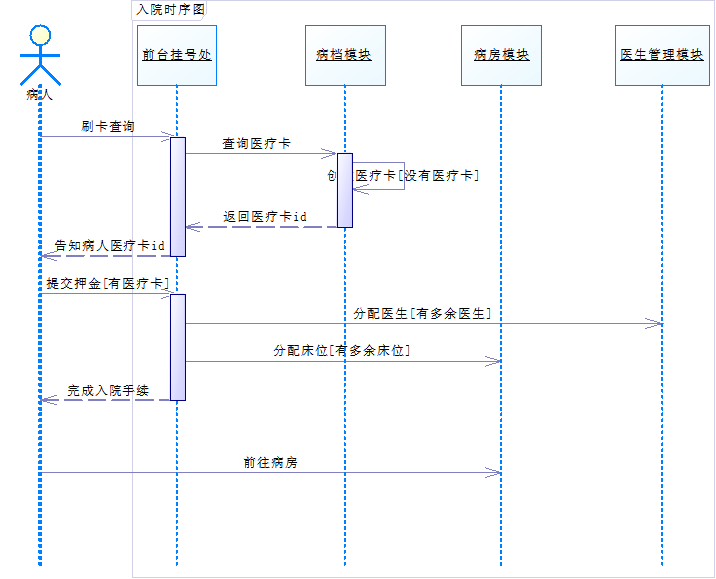 入院时序图
病人
前台挂号处
病档模块
病房模块
医生管理模块
刷卡查询
查询医疗卡
创 医疗卡[没有医疗卡]
返回医疗卡id
告知病人医疗卡id
提交押金[有医疗卡]
分配医生[有多余医生]
分配床位[有多余床位]
完成入院手续
前往病房